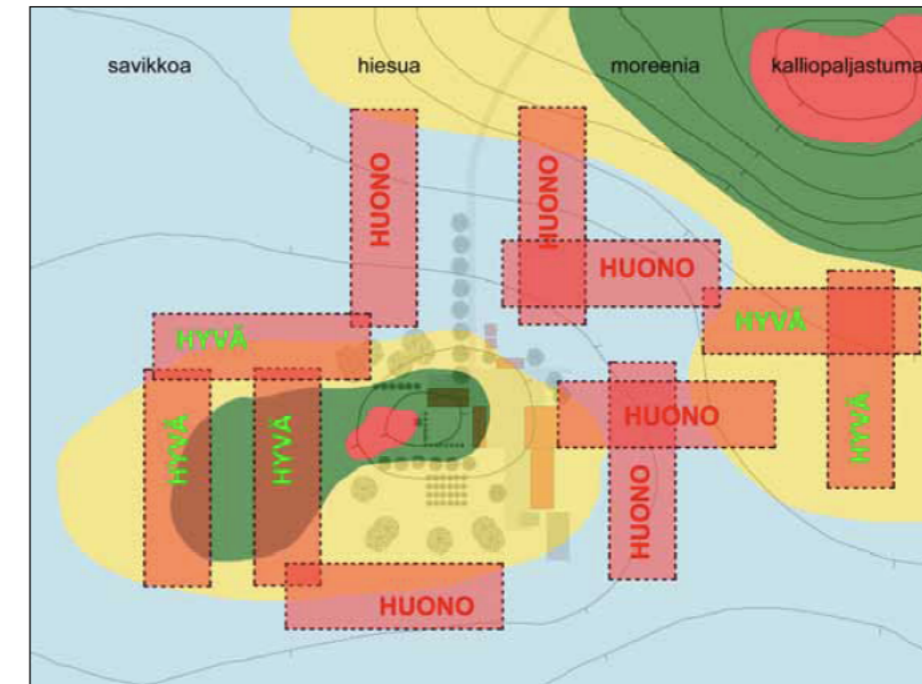 savikkoa
hiesua
moreenia
kalliopaljastuma
HUONO
HUONO
HUONO
HYVÄ
HYVÄ
HYVÄ
HYVÄ
HUONO
HYVÄ
HUONO
HUONO